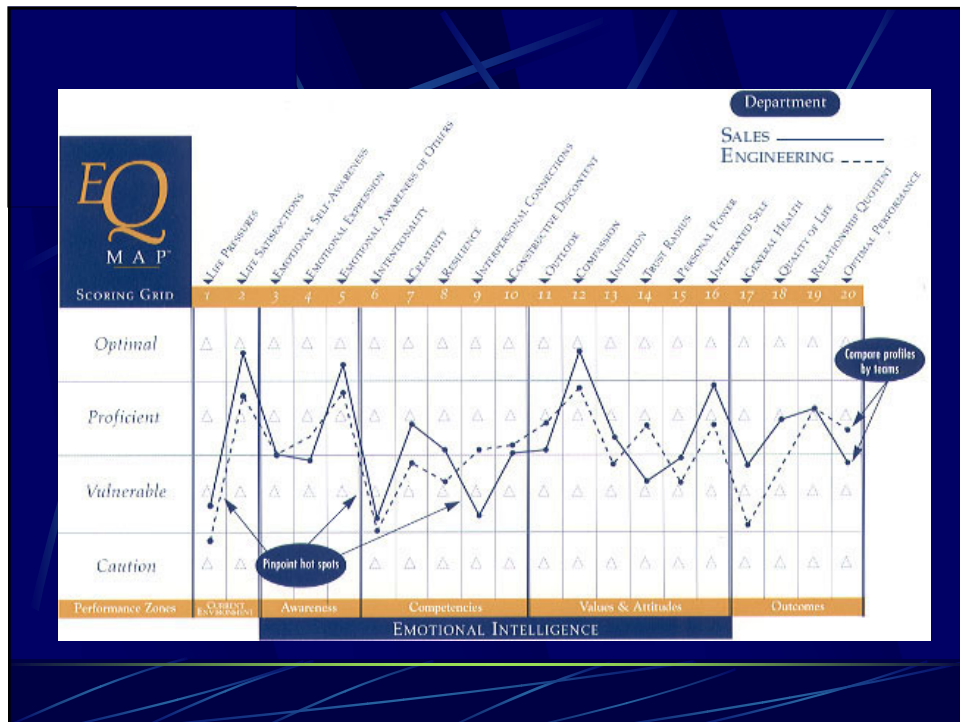 Department
SALES
ENGINEERING
EQ
MAP™
SCORING GRID
LIFE PRESSURES
LIFE SATISFACTIONS
EMOTIONAL SELF-AWARENESS
EMOTIONAL EXPRESSION
EMOTIONAL AWARENESS OF OTHERS
INTENTIONALITY
CREATIVITY
RESILIENCE
INTERPERSONAL CONNECTIONS
CONSTRUCTIVE DISCONTENT
OUTLOOK
COMPASSION
INTUITION
TRUST RADIUS
PERSONAL POWER
INTEGRATED SELF
GENERAL HEALTH
QUALITY OF LIFE
RELATIONSHIP QUOTIENT
OPTIMAL PERFORMANCE
1 2 3 4 5 6 7 8 9 10 11 12 13 14 15 16 17 18 19 20
Optimal
Compare profiles
by teams
Proficient
Vulnerable
Pinpoint hot spots
Caution
Performance Zones
CURRENT
ENVIRONMENT
Awareness
Competencies
Values & Attitudes
Outcomes
EMOTIONAL INTELLIGENCE